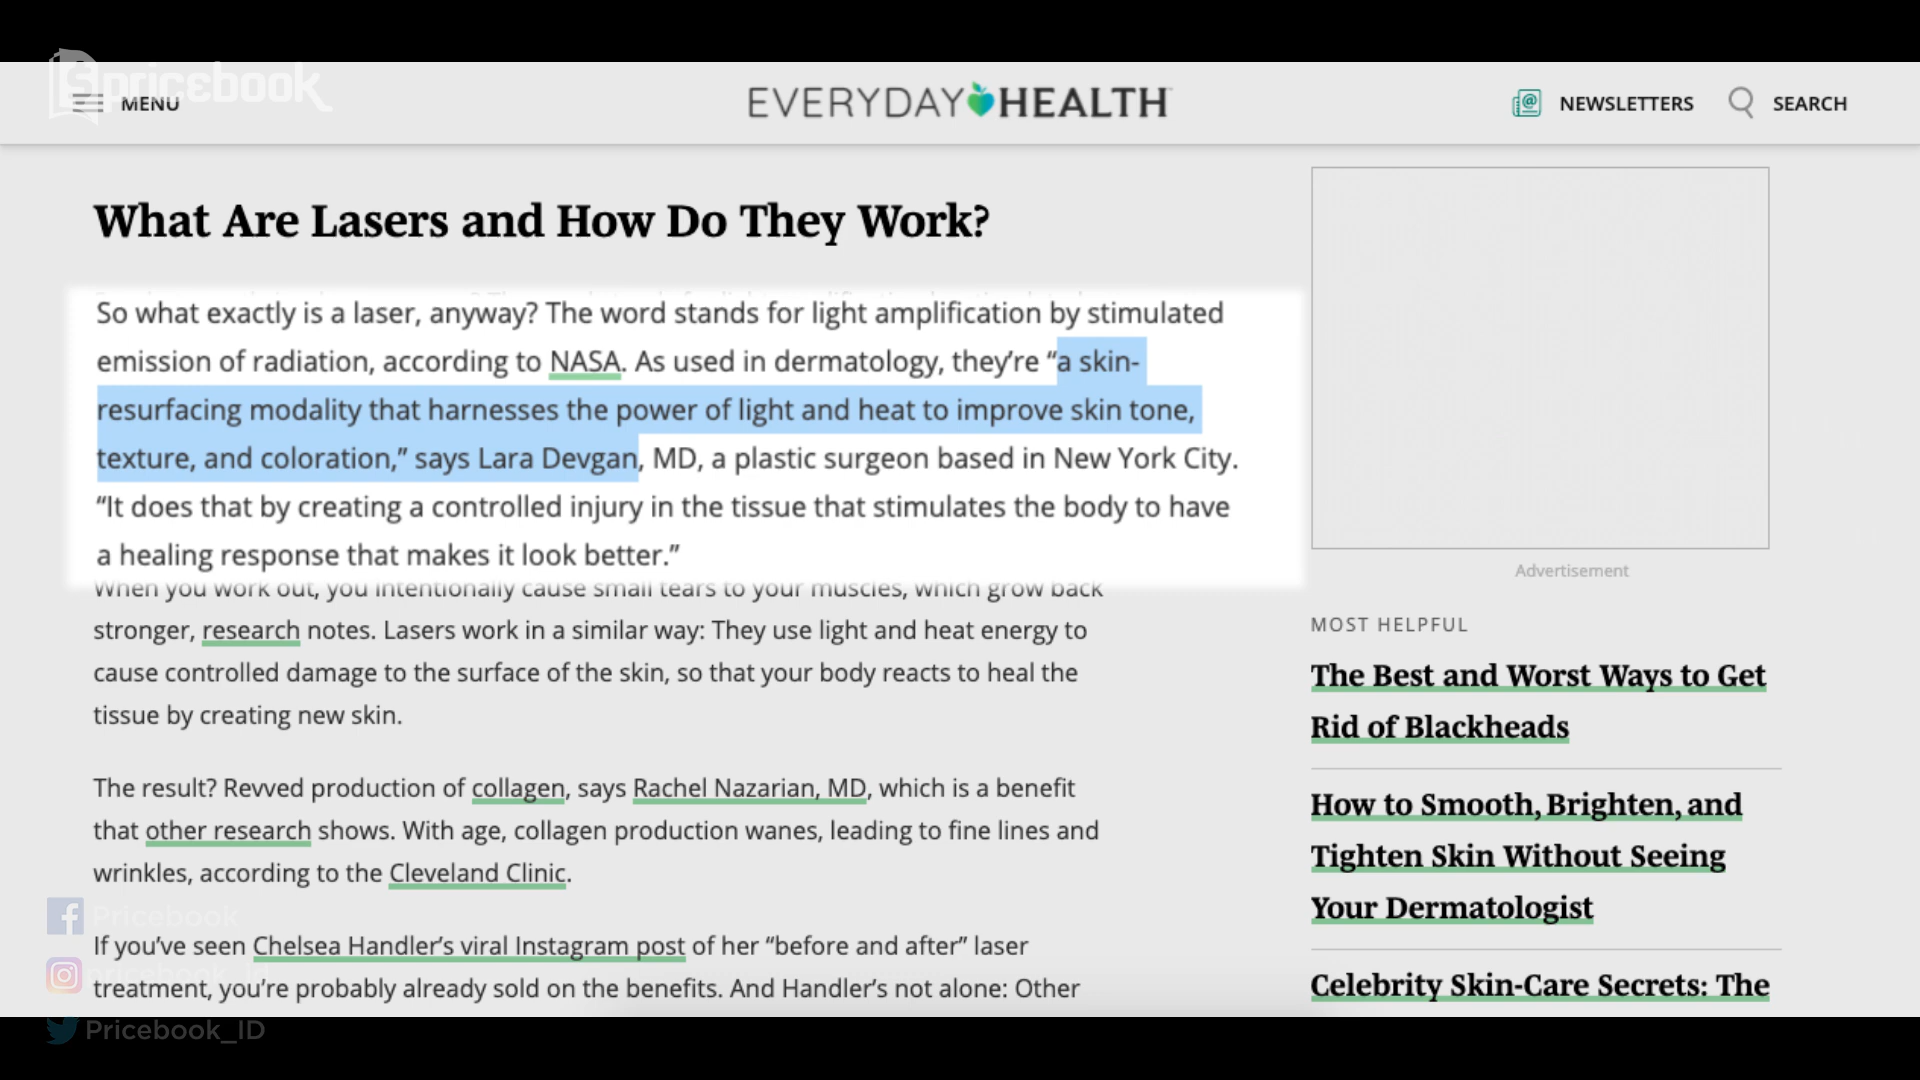 pricebook
MENU
EVERYDAY HEALTH
NEWSLETTERS
SEARCH
What Are Lasers and How Do They Work?
So what exactly is a laser, anyway? The word stands for light amplification by stimulated
emission of radiation, according to NASA. As used in dermatology, they’re “a skin-
resurfacing modality that harnesses the power of light and heat to improve skin tone,
texture, and coloration,” says Lara Devgan, MD, a plastic surgeon based in New York City.
“It does that by creating a controlled injury in the tissue that stimulates the body to have
a healing response that makes it look better.”
When you work out, you intentionally cause small tears to your muscles, which grow back
stronger, research notes. Lasers work in a similar way: They use light and heat energy to
cause controlled damage to the surface of the skin, so that your body reacts to heal the
tissue by creating new skin.
The result? Revved production of collagen, says Rachel Nazarian, MD, which is a benefit
that other research shows. With age, collagen production wanes, leading to fine lines and
wrinkles, according to the Cleveland Clinic.
If you’ve seen Chelsea Handler’s viral Instagram post of her “before and after” laser
treatment, you’re probably already sold on the benefits. And Handler’s not alone: Other
Advertisement
MOST HELPFUL
The Best and Worst Ways to Get
Rid of Blackheads
How to Smooth, Brighten, and
Tighten Skin Without Seeing
Your Dermatologist
Celebrity Skin-Care Secrets: The
Pricebook
pricebook_id
Pricebook_ID